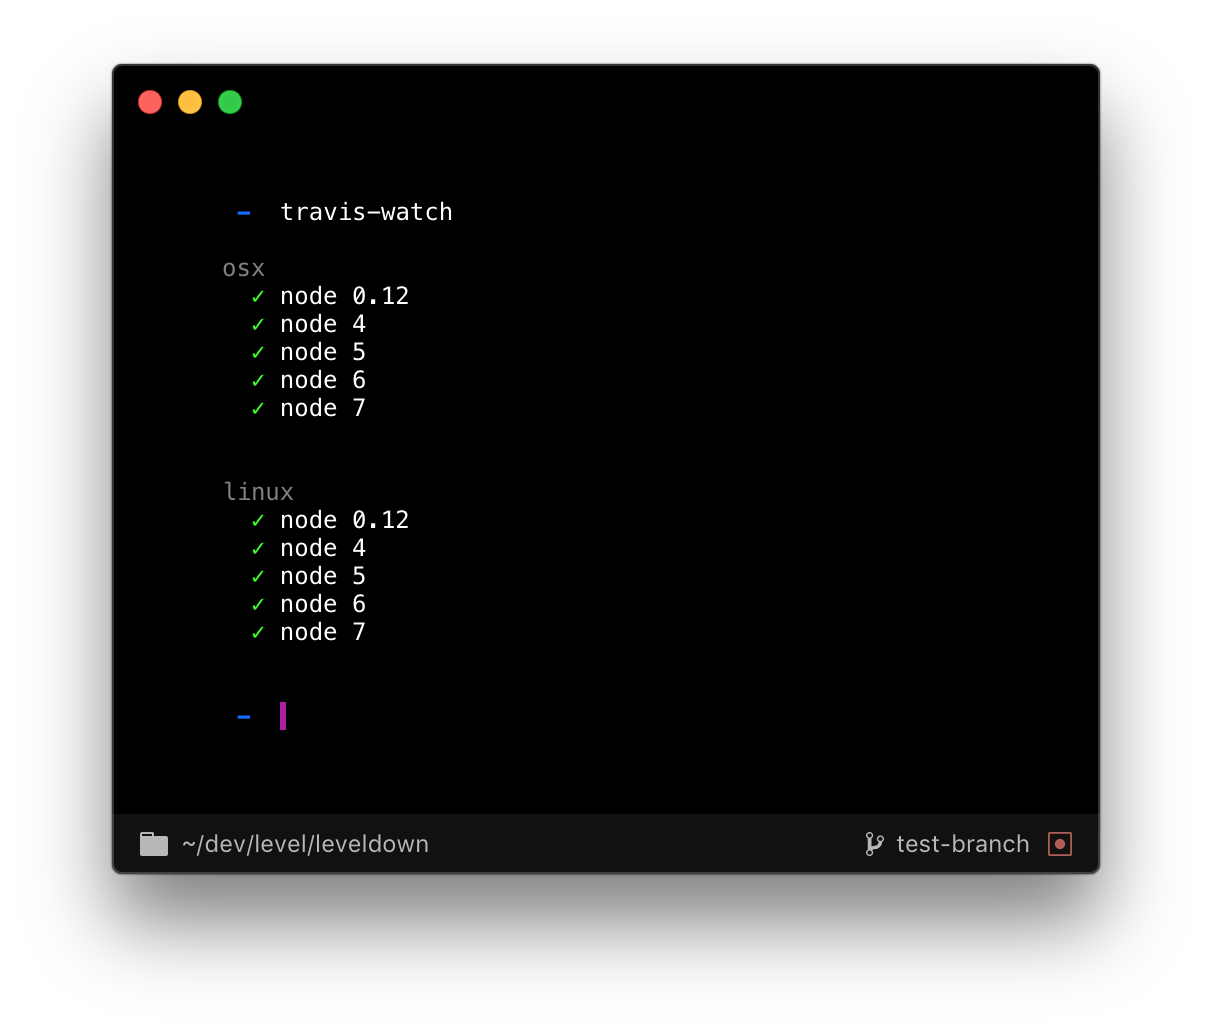 – travis-watch
osx
✓ node 0.12
✓ node 4
✓ node 5
✓ node 6
✓ node 7
linux
✓ node 0.12
✓ node 4
✓ node 5
✓ node 6
✓ node 7
–
~/dev/level/leveldown
test-branch